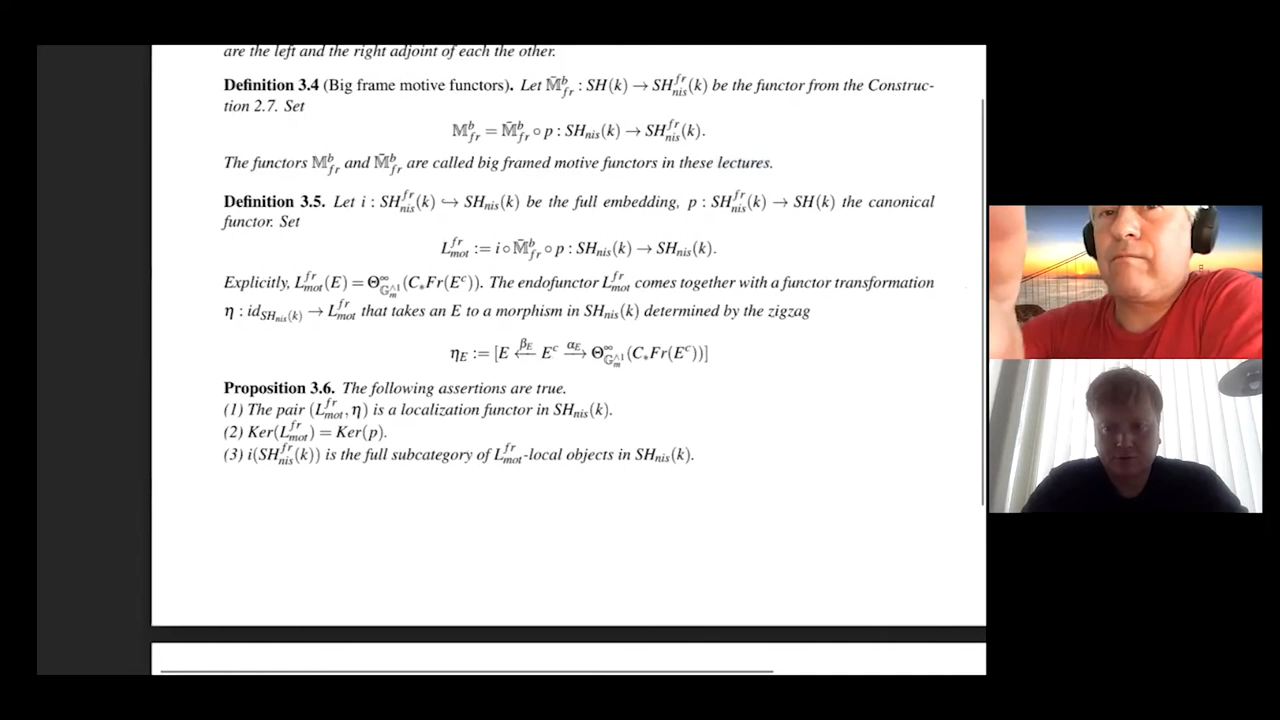 are the left and the right adjoint of each the other.
Definition 3.4 (Big frame motive functors). Let M̄ᵇ_fr : SH(k) → SH^fr_nis(k) be the functor from the Construc-
tion 2.7. Set
𝕄ᵇ_fr = 𝕄̄ᵇ_fr ∘ p : SH_nis(k) → SH^fr_nis(k).
The functors 𝕄ᵇ_fr and 𝕄̄ᵇ_fr are called big framed motive functors in these lectures.
Definition 3.5. Let i : SH^fr_nis(k) ↪ SH_nis(k) be the full embedding, p : SH^fr_nis(k) → SH(k) the canonical
functor. Set
L^fr_mot := i ∘ 𝕄̄ᵇ_fr ∘ p : SH_nis(k) → SH_nis(k).
Explicitly, L^fr_mot(E) = Θ^∞_{𝔾_m^{∧1}}(C_*Fr(E^c)). The endofunctor L^fr_mot comes together with a functor transformation
η : id_{SH_nis(k)} → L^fr_mot that takes an E to a morphism in SH_nis(k) determined by the zigzag
η_E := [E ←^{β_E} E^c →^{α_E} Θ^∞_{𝔾_m^{∧1}}(C_*Fr(E^c))]
Proposition 3.6. The following assertions are true.
(1) The pair (L^fr_mot, η) is a localization functor in SH_nis(k).
(2) Ker(L^fr_mot) = Ker(p).
(3) i(SH^fr_nis(k)) is the full subcategory of L^fr_mot-local objects in SH_nis(k).